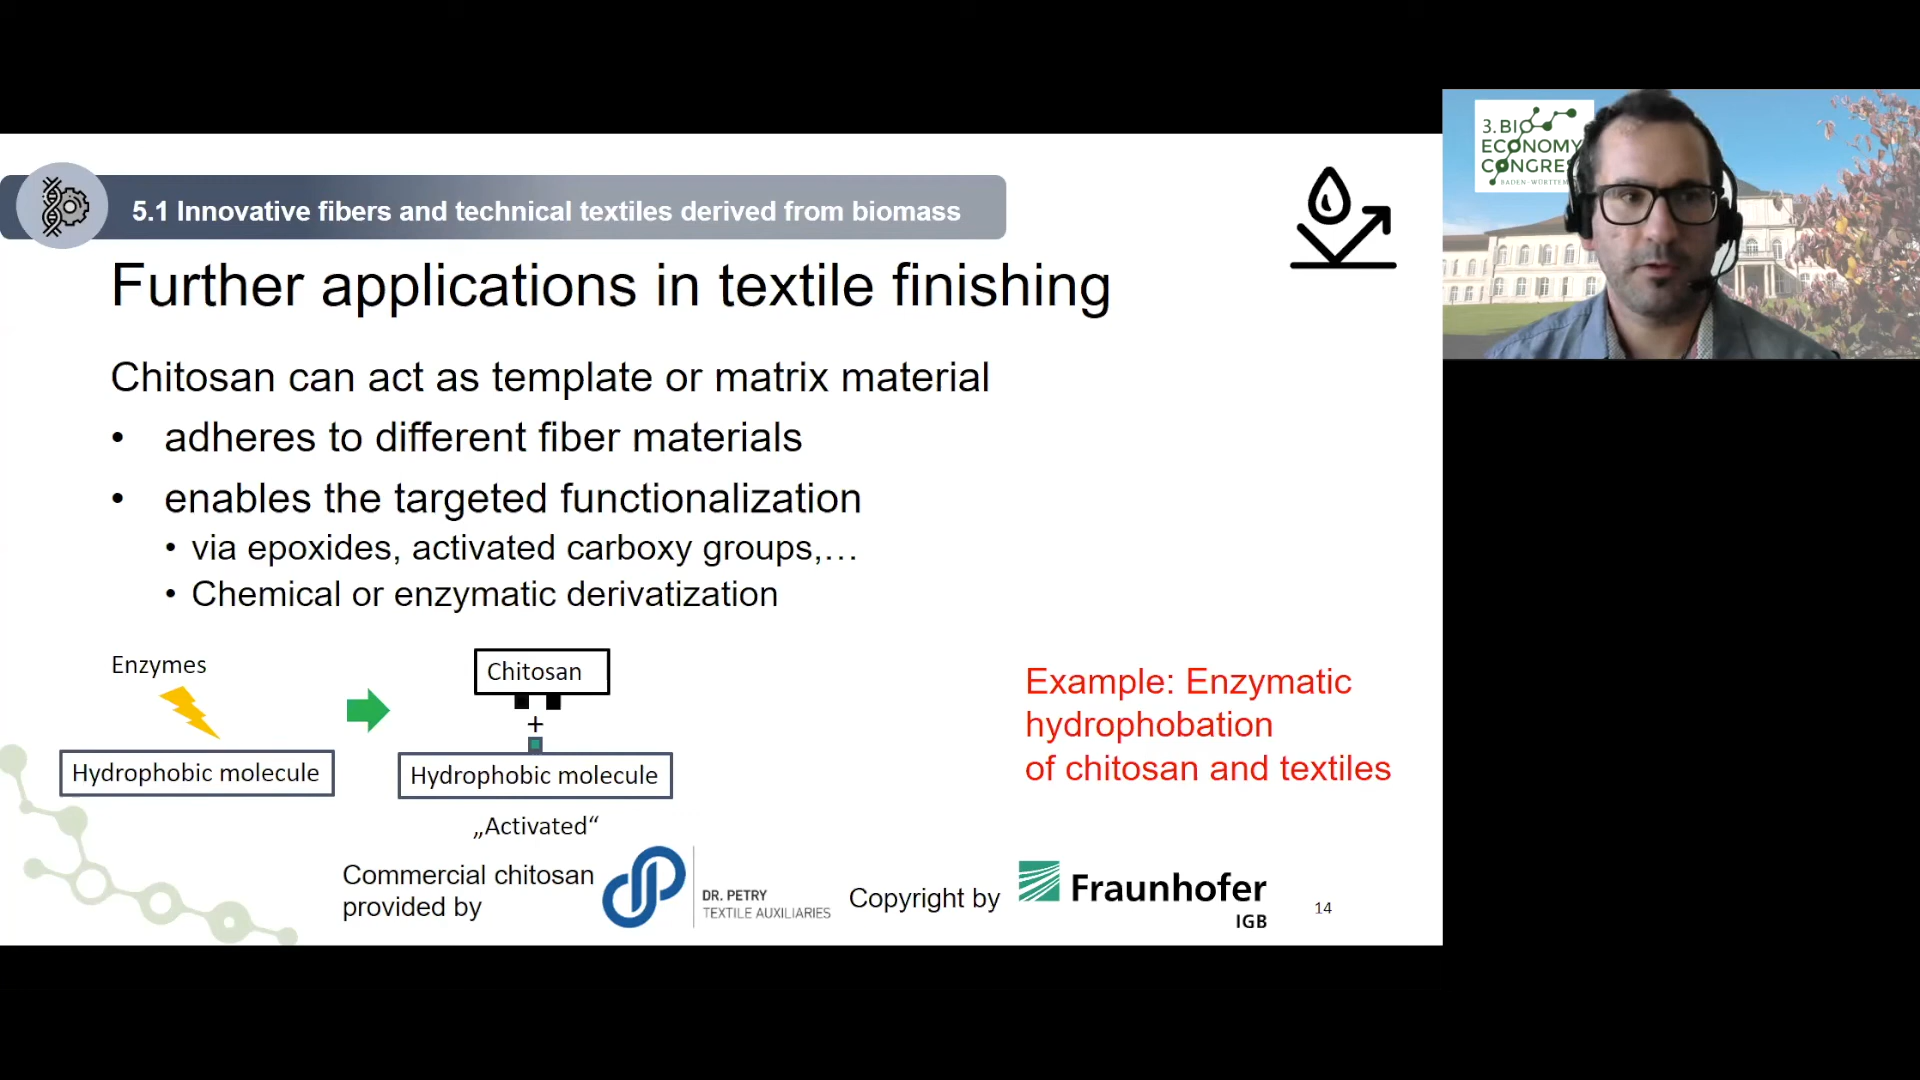 5.1 Innovative fibers and technical textiles derived from biomass
Further applications in textile finishing
Chitosan can act as template or matrix material
• adheres to different fiber materials
• enables the targeted functionalization
• via epoxides, activated carboxy groups,…
• Chemical or enzymatic derivatization
Enzymes
Hydrophobic molecule
Chitosan
+
Hydrophobic molecule
„Activated“
Example: Enzymatic
hydrophobation
of chitosan and textiles
Commercial chitosan
provided by
DR. PETRY
TEXTILE AUXILIARIES
Copyright by
Fraunhofer
IGB
14
3. BIO
ECONOMY
CONGRES
BADEN-WÜRTTEM